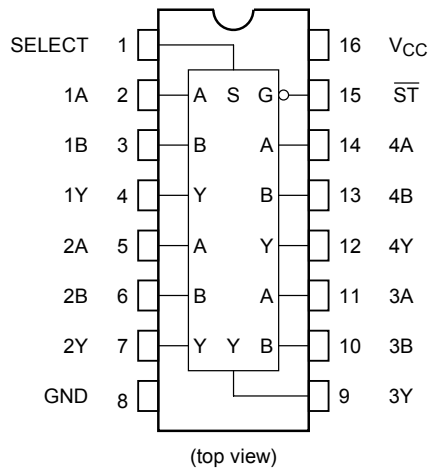 SELECT 1 16 VCC
A S G
1A 2 15 S̅T̅
1B 3 B A 14 4A
1Y 4 Y B 13 4B
2A 5 A Y 12 4Y
2B 6 B A 11 3A
2Y 7 Y Y B 10 3B
GND 8 9 3Y
(top view)